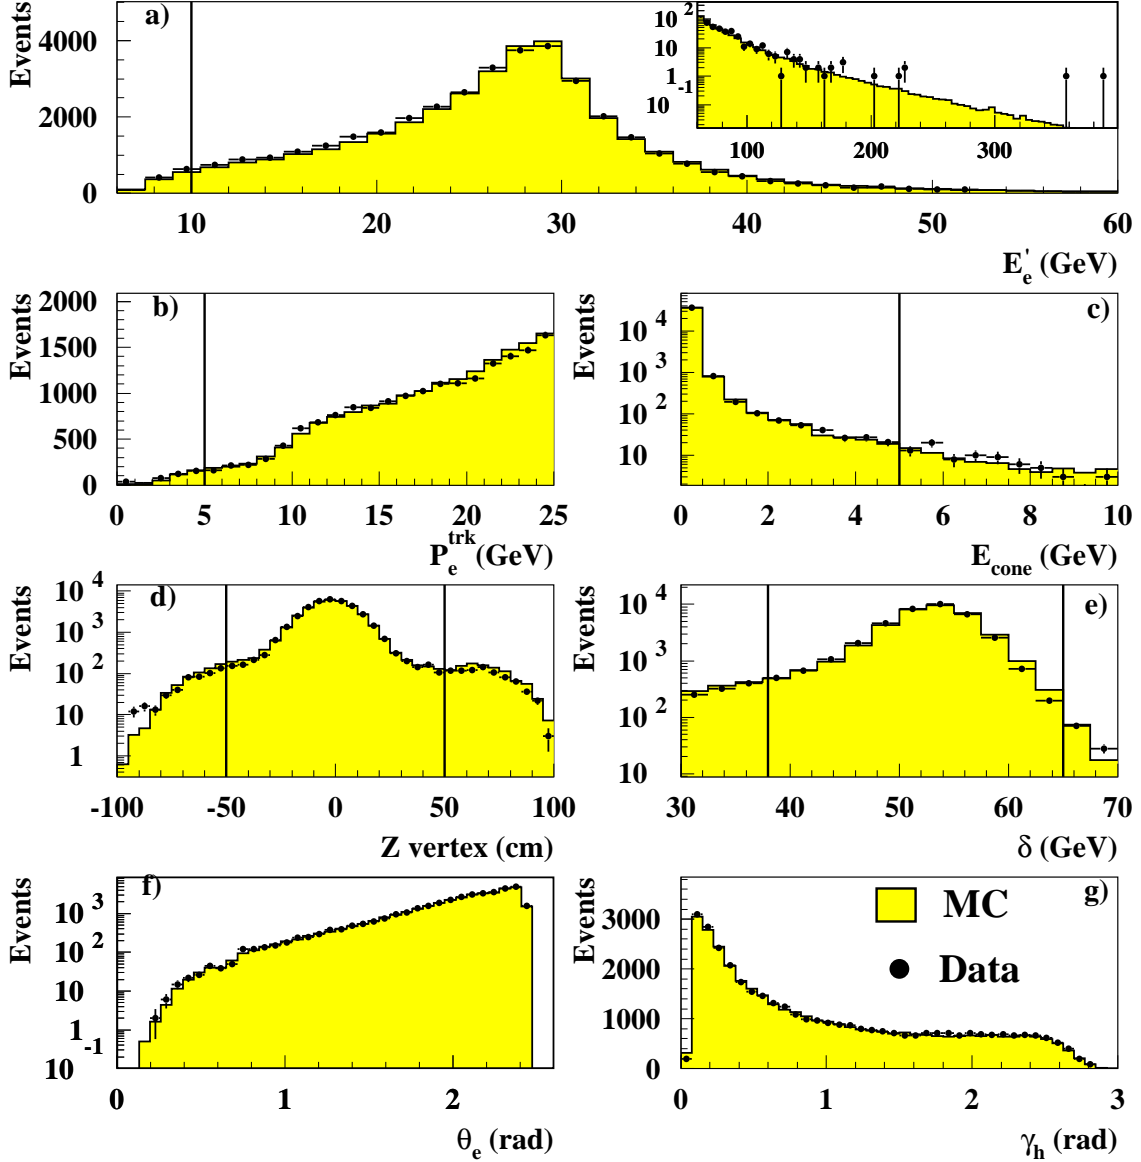 Events
a)
4000
2000
0
10 20 30 40 50 60
E'e (GeV)
10^2
10
1
10^-1
100 200 300
Events
b)
2000
1500
1000
500
0
0 5 10 15 20 25
P_e^trk (GeV)
Events
c)
10^4
10^3
10^2
10
0 2 4 6 8 10
E_cone (GeV)
Events
d)
10^4
10^3
10^2
10
1
-100 -50 0 50 100
Z vertex (cm)
Events
e)
10^4
10^3
10^2
10
30 40 50 60 70
δ (GeV)
Events
f)
10^3
10^2
10
1
10^-1
0 1 2
θ_e (rad)
Events
g)
MC
Data
3000
2000
1000
0
0 1 2 3
γ_h (rad)